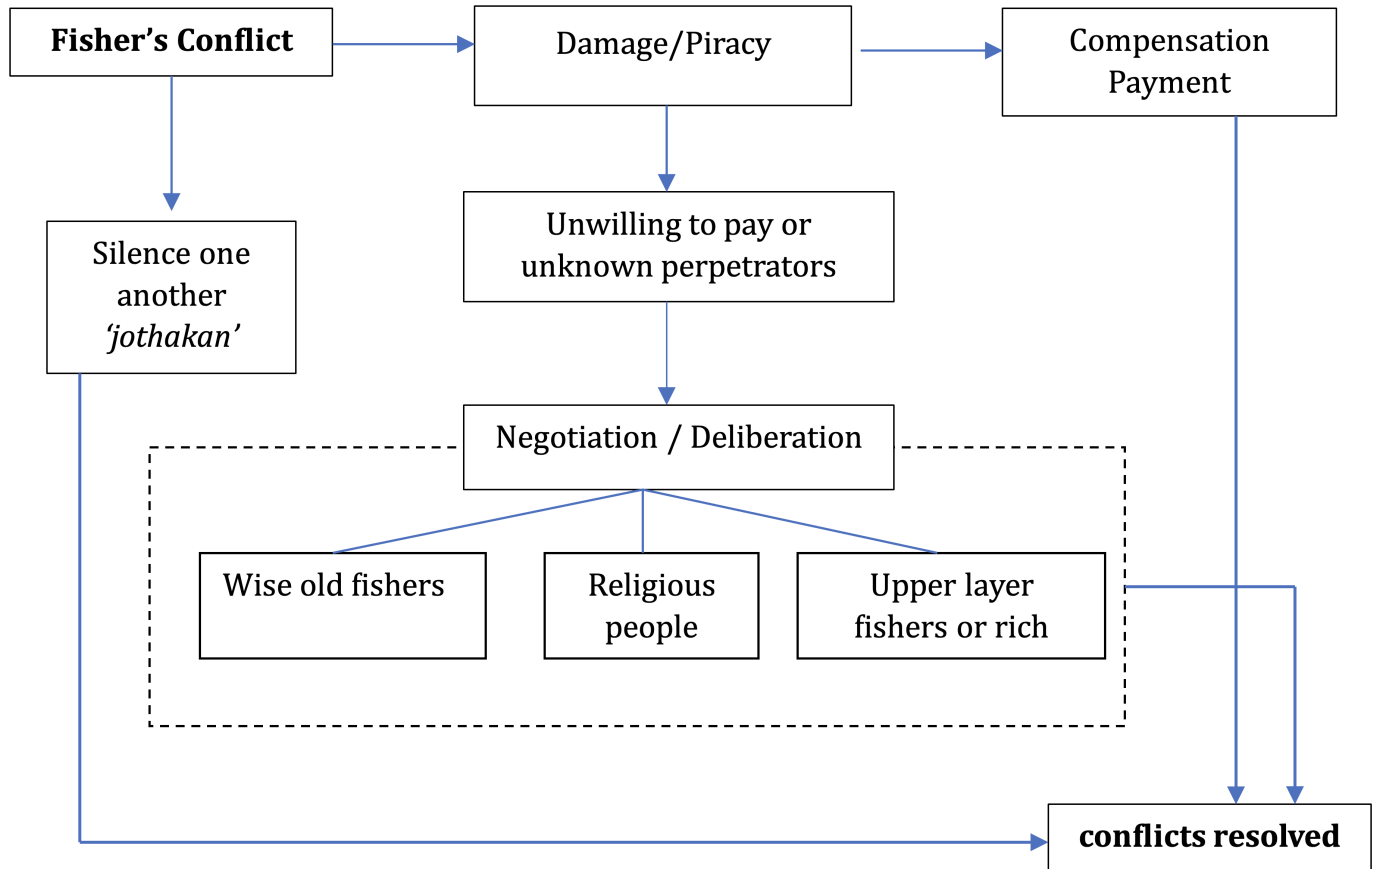 Fisher’s Conflict
Damage/Piracy
Compensation
Payment
Silence one
another
‘jothakan’
Unwilling to pay or
unknown perpetrators
Negotiation / Deliberation
Wise old fishers
Religious
people
Upper layer
fishers or rich
conflicts resolved